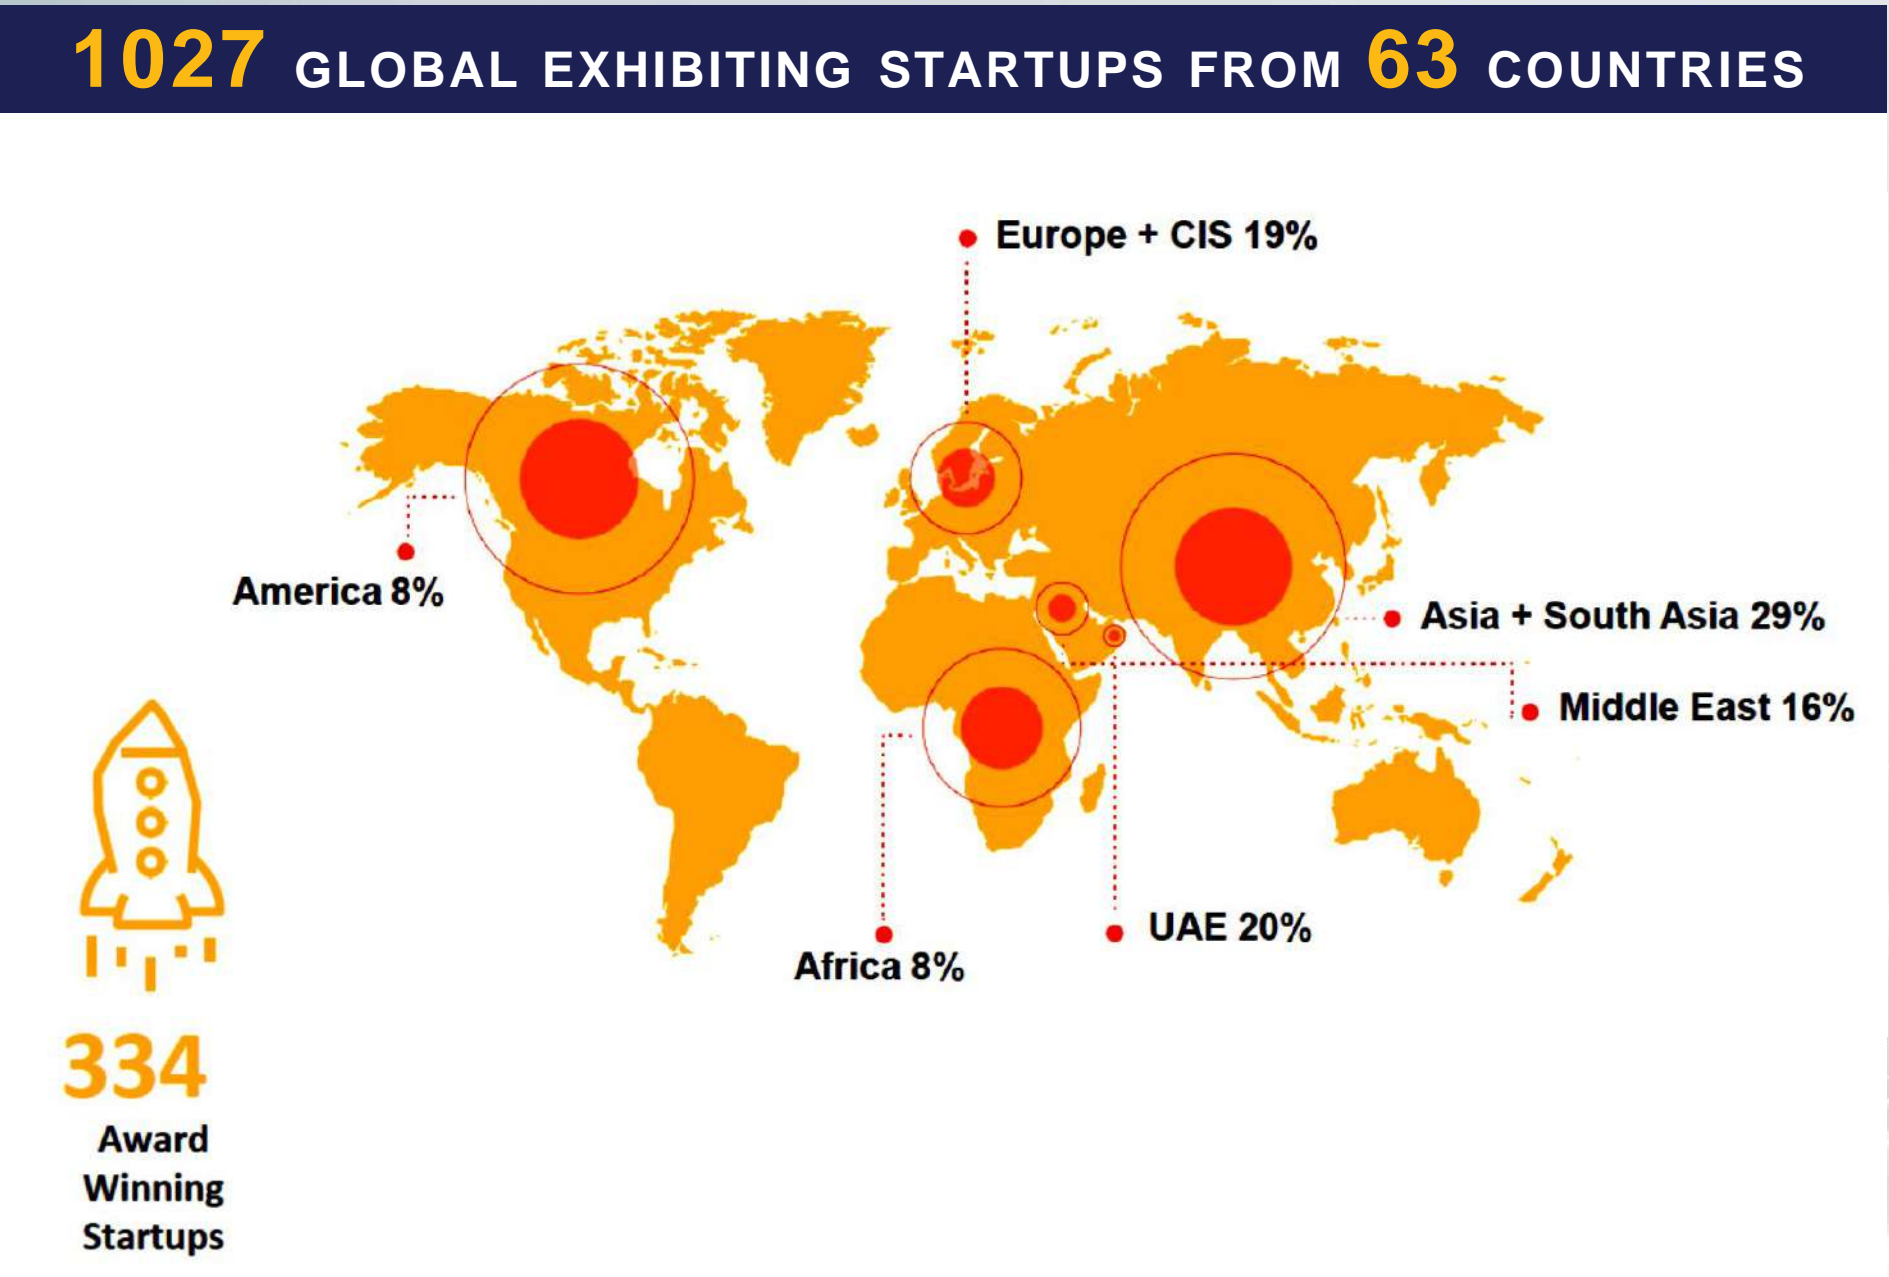 1027 GLOBAL EXHIBITING STARTUPS FROM 63 COUNTRIES
Europe + CIS 19%
America 8%
Asia + South Asia 29%
Middle East 16%
UAE 20%
Africa 8%
334
Award
Winning
Startups